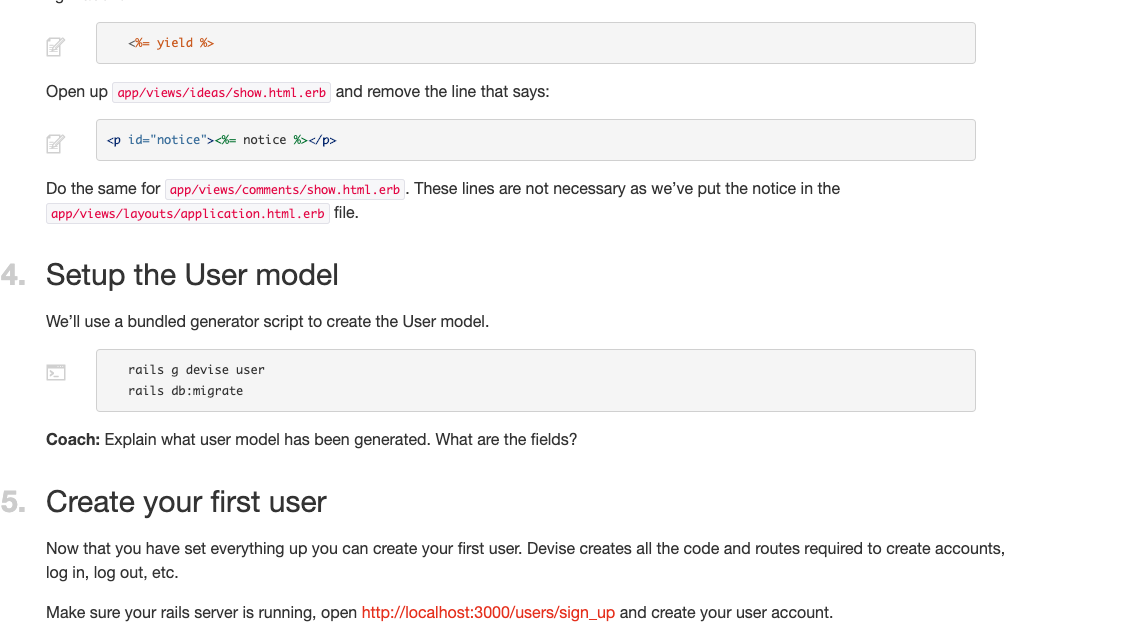 <%= yield %>
Open up app/views/ideas/show.html.erb and remove the line that says:
<p id="notice"><%= notice %></p>
Do the same for app/views/comments/show.html.erb. These lines are not necessary as we’ve put the notice in the
app/views/layouts/application.html.erb file.
4. Setup the User model
We’ll use a bundled generator script to create the User model.
rails g devise user
rails db:migrate
Coach: Explain what user model has been generated. What are the fields?
5. Create your first user
Now that you have set everything up you can create your first user. Devise creates all the code and routes required to create accounts,
log in, log out, etc.
Make sure your rails server is running, open http://localhost:3000/users/sign_up and create your user account.